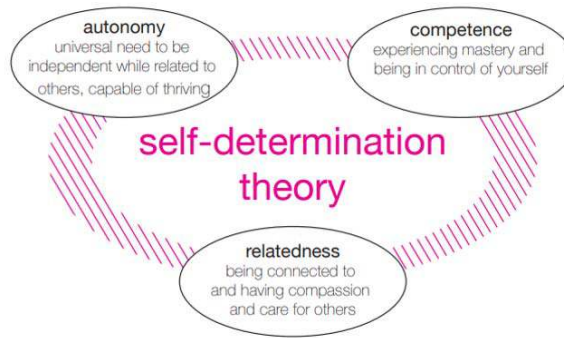 autonomy
universal need to be
independent while related to
others, capable of thriving
competence
experiencing mastery and
being in control of yourself
self-determination
theory
relatedness
being connected to
and having compassion
and care for others